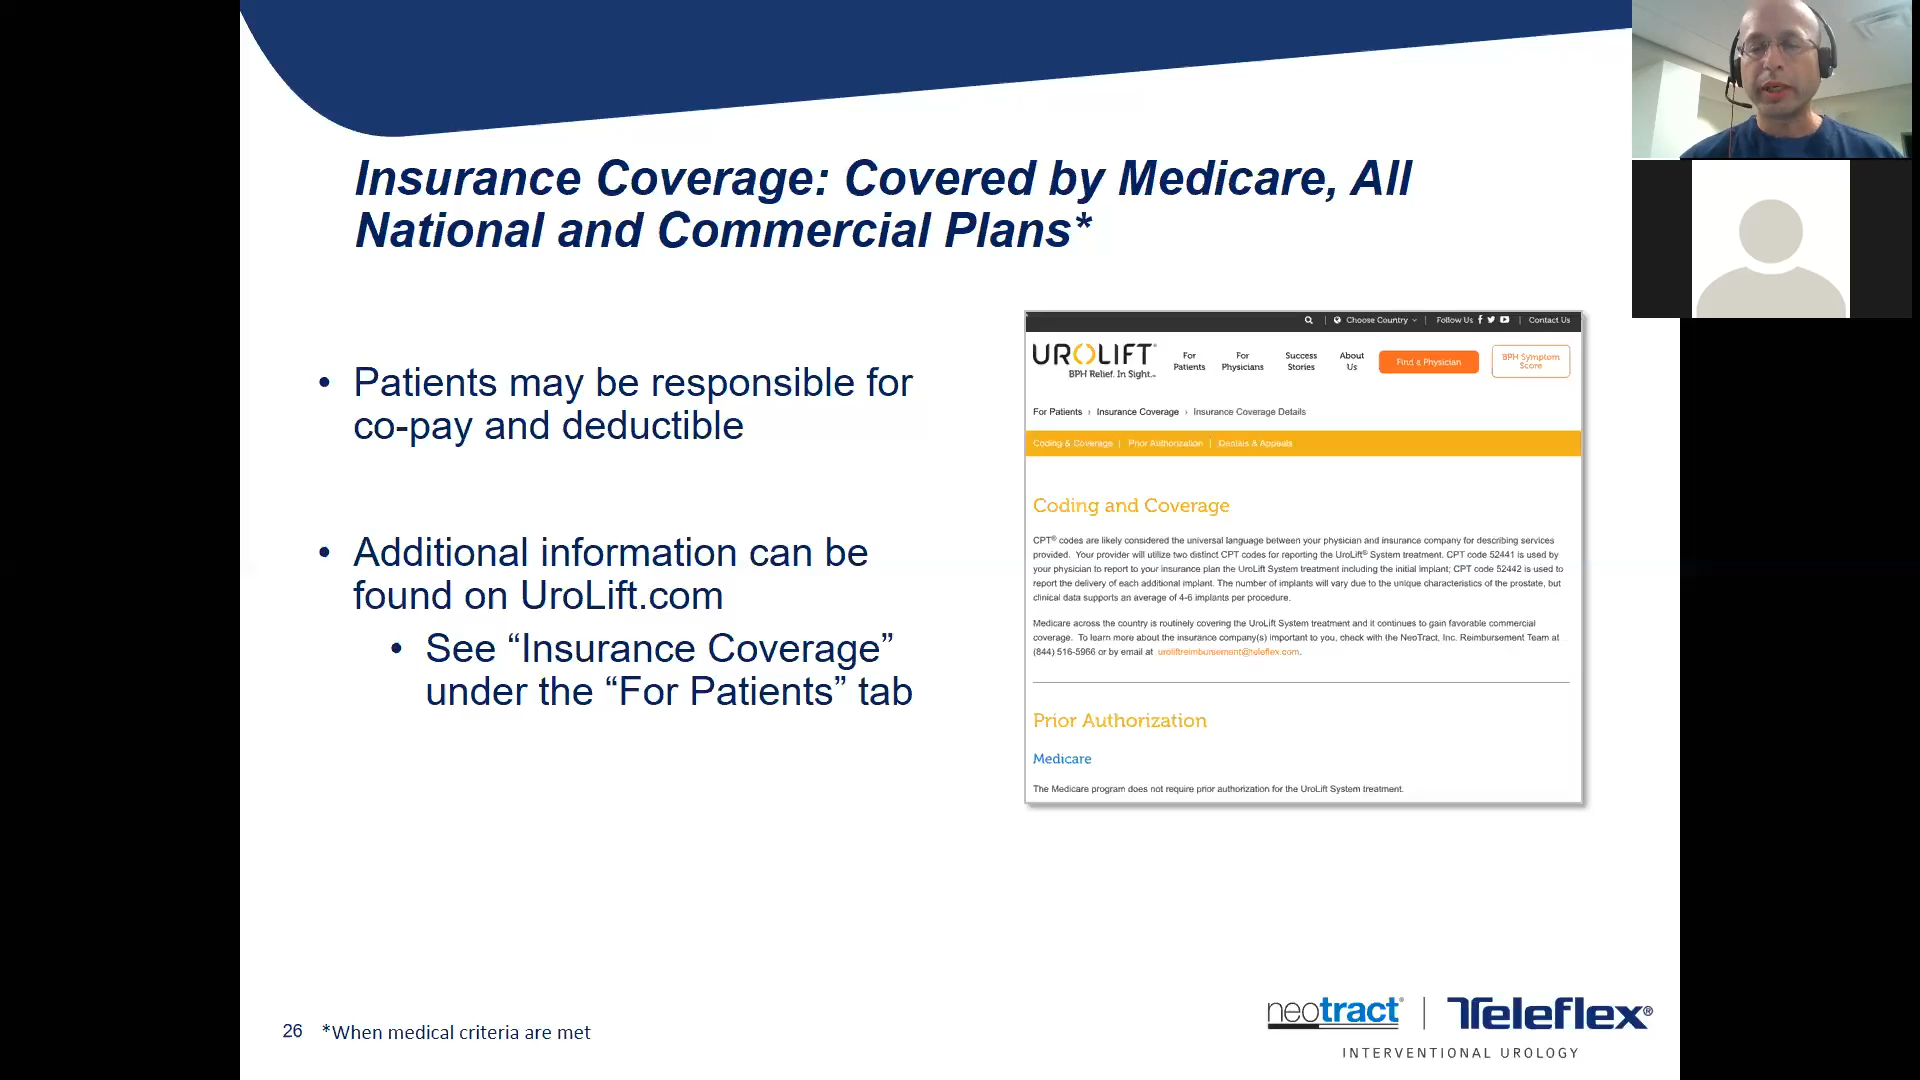 Insurance Coverage: Covered by Medicare, All
National and Commercial Plans*
• Patients may be responsible for
co-pay and deductible
• Additional information can be
found on UroLift.com
• See “Insurance Coverage”
under the “For Patients” tab
Choose Country | Follow Us | Contact Us
UROLIFT®
BPH Relief. In Sight.™
For
Patients
For
Physicians
Success
Stories
About
Us
Find a Physician
BPH Symptom
Score
For Patients › Insurance Coverage › Insurance Coverage Details
Coding & Coverage | Prior Authorization | Denials & Appeals
Coding and Coverage
CPT® codes are likely considered the universal language between your physician and insurance company for describing services
provided. Your provider will utilize two distinct CPT codes for reporting the UroLift® System treatment. CPT code 52441 is used by
your physician to report to your insurance plan the UroLift System treatment including the initial implant; CPT code 52442 is used to
report the delivery of each additional implant. The number of implants will vary due to the unique characteristics of the prostate, but
clinical data supports an average of 4-6 implants per procedure.
Medicare across the country is routinely covering the UroLift System treatment and it continues to gain favorable commercial
coverage. To learn more about the insurance company(s) important to you, check with the NeoTract, Inc. Reimbursement Team at
(844) 516-5966 or by email at uroliftreimbursement@teleflex.com.
Prior Authorization
Medicare
The Medicare program does not require prior authorization for the UroLift System treatment.
26 *When medical criteria are met
neotract® | Teleflex®
INTERVENTIONAL UROLOGY